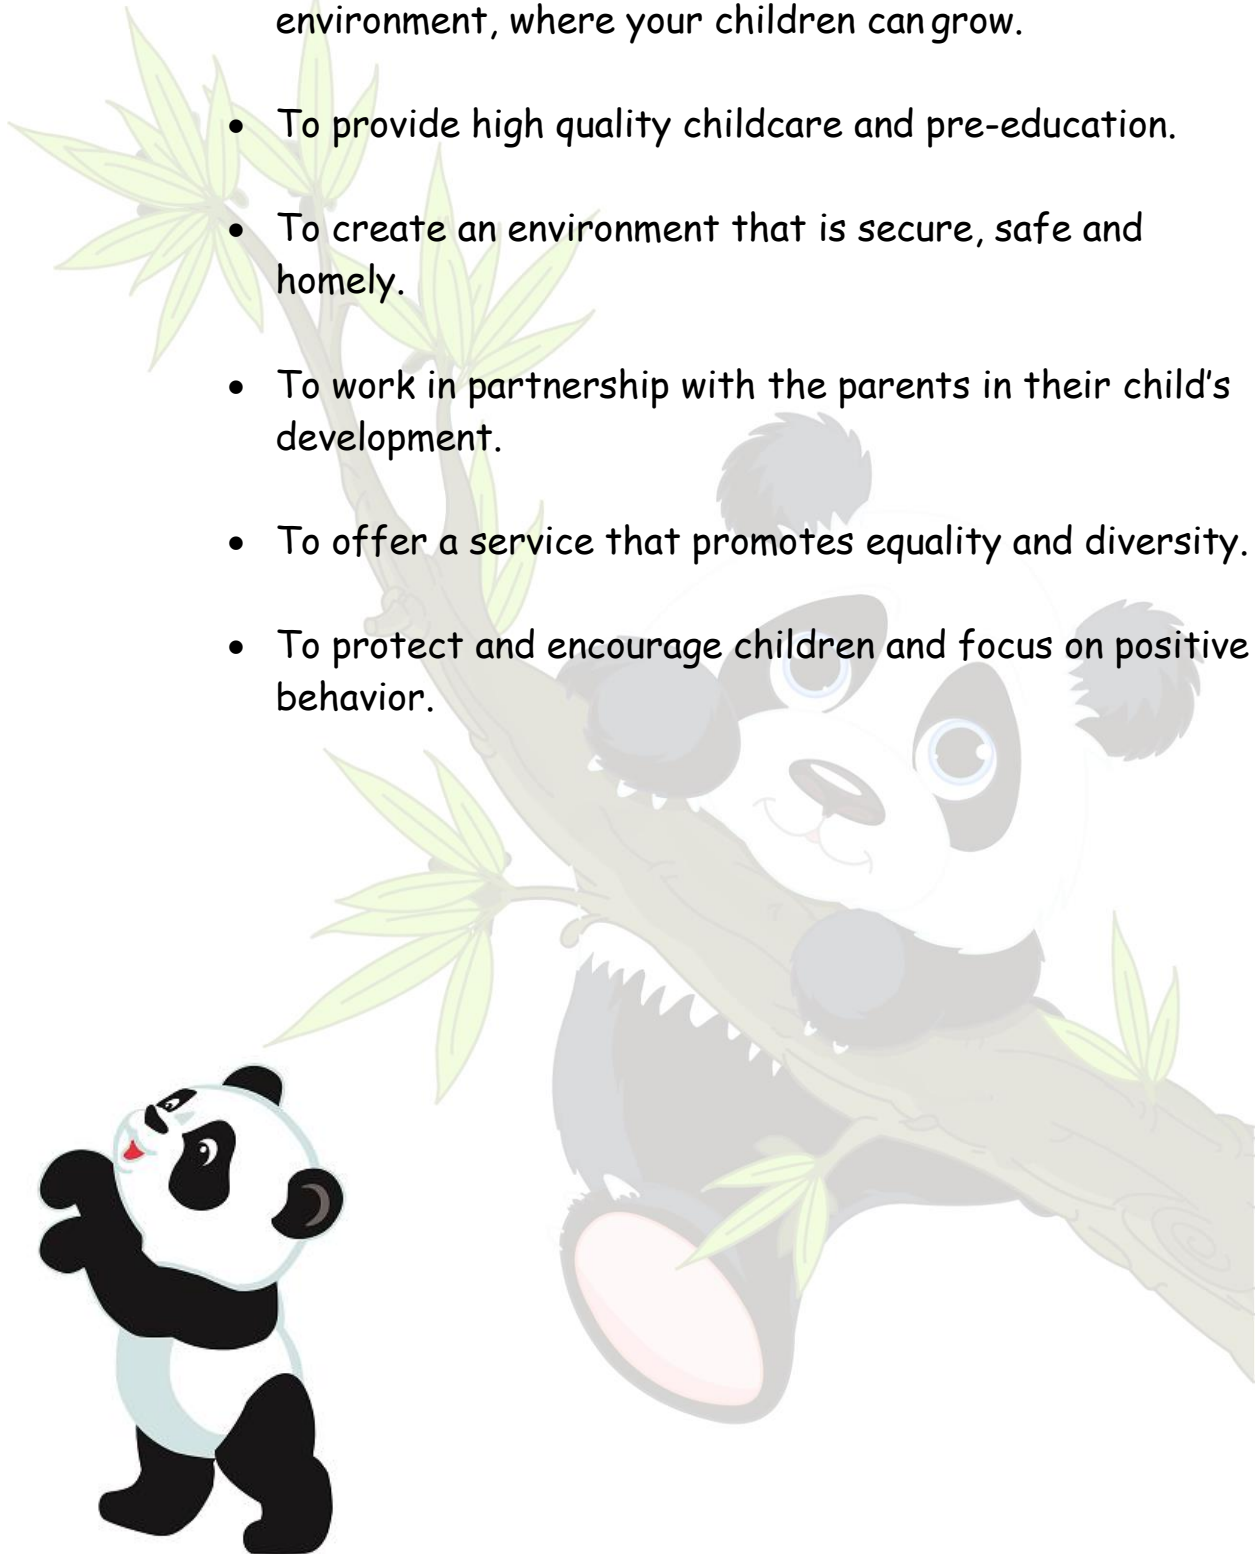 environment, where your children can grow.
• To provide high quality childcare and pre-education.
• To create an environment that is secure, safe and
homely.
• To work in partnership with the parents in their child's
development.
• To offer a service that promotes equality and diversity.
• To protect and encourage children and focus on positive
behavior.